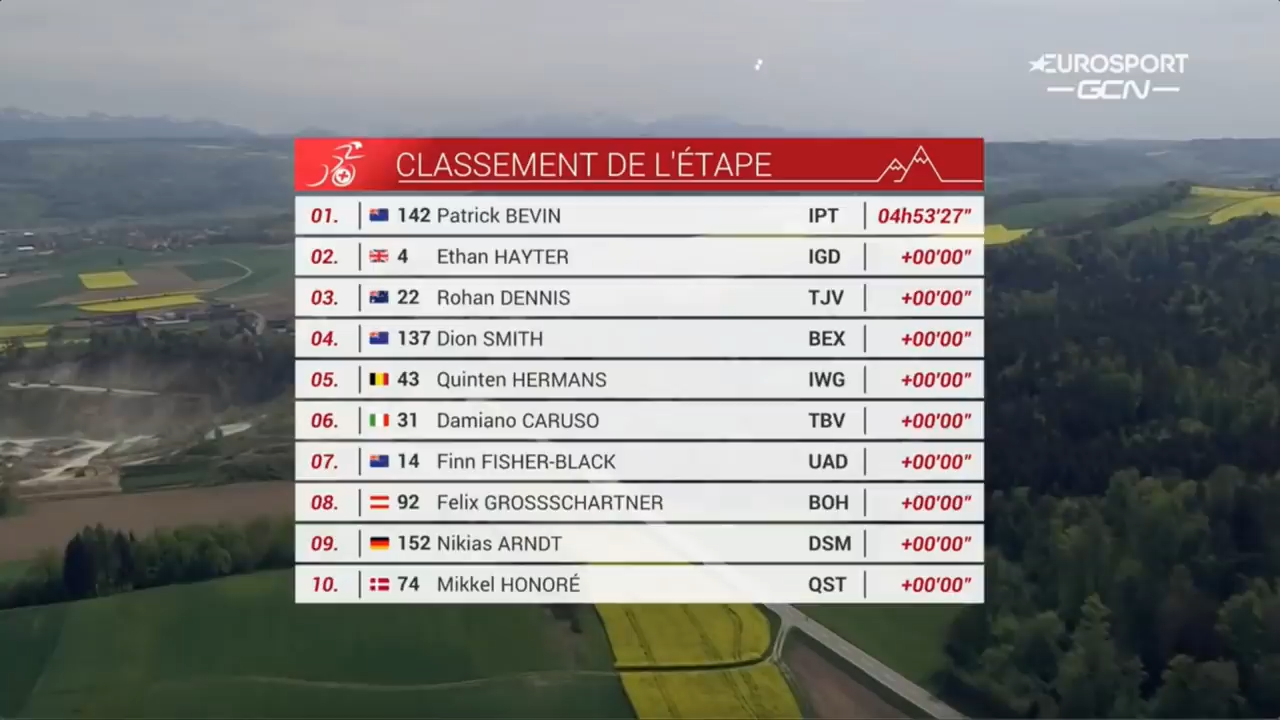 EUROSPORT
GCN
CLASSEMENT DE L'ÉTAPE
01. 142 Patrick BEVIN IPT 04h53'27"
02. 4 Ethan HAYTER IGD +00'00"
03. 22 Rohan DENNIS TJV +00'00"
04. 137 Dion SMITH BEX +00'00"
05. 43 Quinten HERMANS IWG +00'00"
06. 31 Damiano CARUSO TBV +00'00"
07. 14 Finn FISHER-BLACK UAD +00'00"
08. 92 Felix GROSSSCHARTNER BOH +00'00"
09. 152 Nikias ARNDT DSM +00'00"
10. 74 Mikkel HONORÉ QST +00'00"